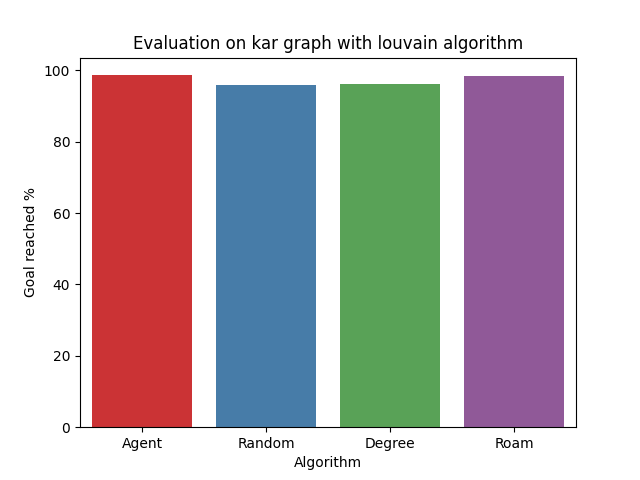 Evaluation on kar graph with louvain algorithm
Goal reached %
100
80
60
40
20
0
Agent
Random
Degree
Roam
Algorithm